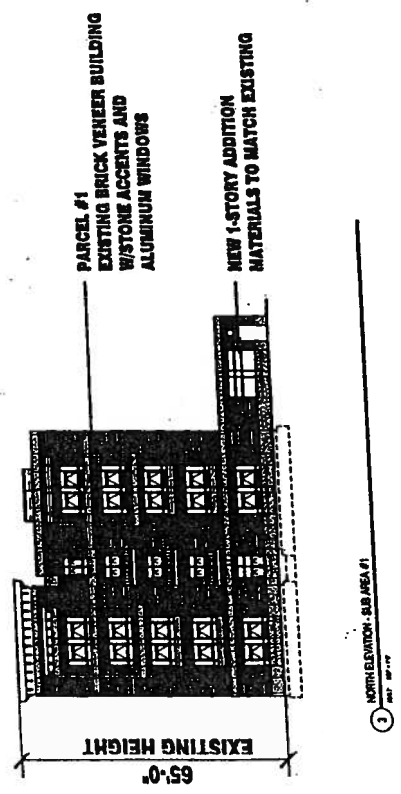 PARCEL #1
EXISTING BRICK VENEER BUILDING
W/STONE ACCENTS AND
ALUMINUM WINDOWS
NEW 1-STORY ADDITION
MATERIALS TO MATCH EXISTING
65'-0"
EXISTING HEIGHT
3
NORTH ELEVATION - SUB AREA #1